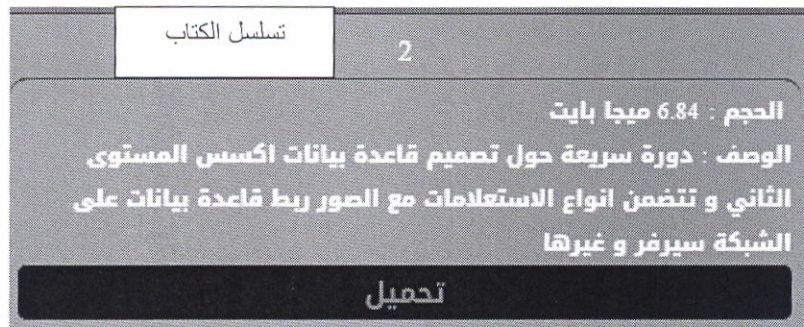 تسلسل الكتاب
2
الحجم : 6.84 ميجا بايت
الوصف : دورة سريعة حول تصميم قاعدة بيانات اكسس المستوى
الثاني و تتضمن انواع الاستعلامات مع الصور ربط قاعدة بيانات على
الشبكة سيرفر و غيرها
تحميل